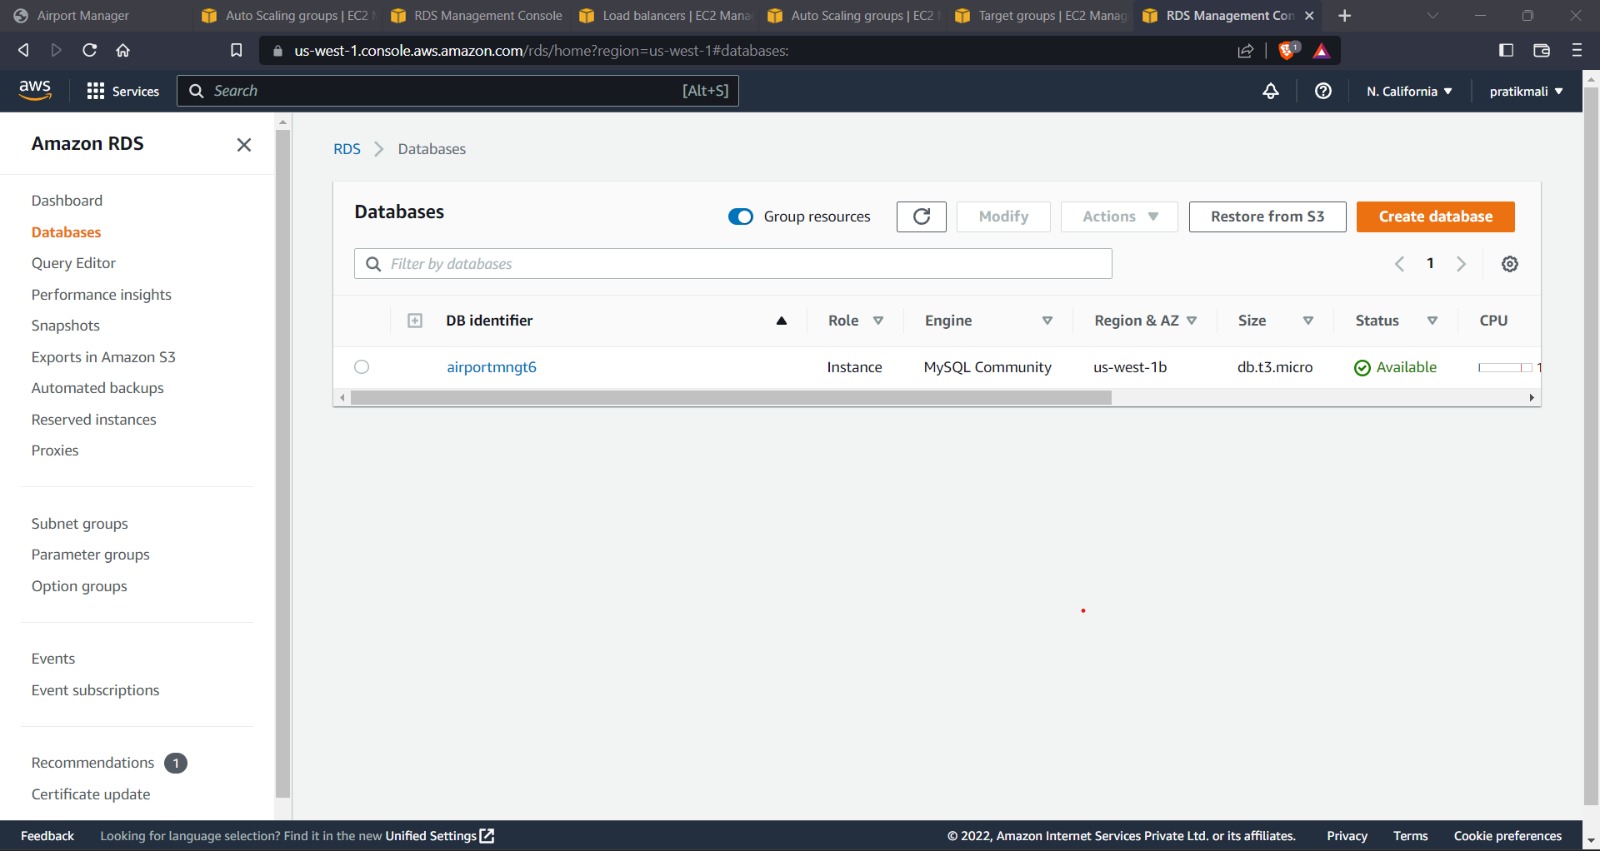 Airport Manager
Auto Scaling groups | EC2 M
RDS Management Console
Load balancers | EC2 Mana
Auto Scaling groups | EC2
Target groups | EC2 Manag
RDS Management Con
us-west-1.console.aws.amazon.com/rds/home?region=us-west-1#databases:
1
aws
Services
Search
[Alt+S]
N. California
pratikmali
Amazon RDS
Dashboard
Databases
Query Editor
Performance insights
Snapshots
Exports in Amazon S3
Automated backups
Reserved instances
Proxies
Subnet groups
Parameter groups
Option groups
Events
Event subscriptions
Recommendations 1
Certificate update
RDS > Databases
Databases
Group resources
Modify
Actions
Restore from S3
Create database
Filter by databases
1
DB identifier
Role
Engine
Region & AZ
Size
Status
CPU
airportmngt6
Instance
MySQL Community
us-west-1b
db.t3.micro
Available
Feedback
Looking for language selection? Find it in the new Unified Settings
© 2022, Amazon Internet Services Private Ltd. or its affiliates.
Privacy
Terms
Cookie preferences